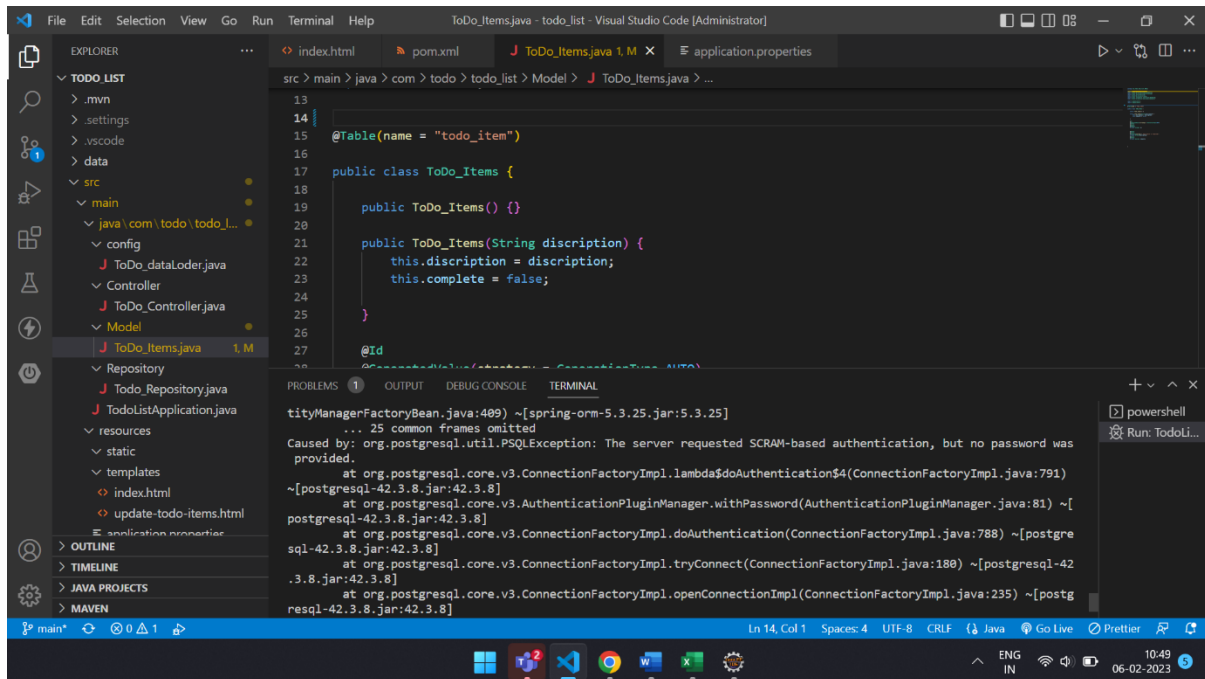 File Edit Selection View Go Run Terminal Help ToDo_Items.java - todo_list - Visual Studio Code [Administrator]
EXPLORER
TODO_LIST
.mvn
.settings
.vscode
data
src
main
java\com\todo\todo_l...
config
ToDo_dataLoder.java
Controller
ToDo_Controller.java
Model
ToDo_Items.java 1, M
Repository
Todo_Repository.java
TodoListApplication.java
resources
static
templates
index.html
update-todo-items.html
application.properties
OUTLINE
TIMELINE
JAVA PROJECTS
MAVEN
index.html pom.xml ToDo_Items.java 1, M application.properties
src > main > java > com > todo > todo_list > Model > ToDo_Items.java > ...
13
14
15 @Table(name = "todo_item")
16
17 public class ToDo_Items {
18
19 public ToDo_Items() {}
20
21 public ToDo_Items(String discription) {
22 this.discription = discription;
23 this.complete = false;
24
25 }
26
27 @Id
28 @GeneratedValue(strategy = GenerationType.AUTO)
PROBLEMS 1 OUTPUT DEBUG CONSOLE TERMINAL
tityManagerFactoryBean.java:409) ~[spring-orm-5.3.25.jar:5.3.25]
... 25 common frames omitted
Caused by: org.postgresql.util.PSQLException: The server requested SCRAM-based authentication, but no password was
provided.
at org.postgresql.core.v3.ConnectionFactoryImpl.lambda$doAuthentication$4(ConnectionFactoryImpl.java:791)
~[postgresql-42.3.8.jar:42.3.8]
at org.postgresql.core.v3.AuthenticationPluginManager.withPassword(AuthenticationPluginManager.java:81) ~[
postgresql-42.3.8.jar:42.3.8]
at org.postgresql.core.v3.ConnectionFactoryImpl.doAuthentication(ConnectionFactoryImpl.java:788) ~[postgre
sql-42.3.8.jar:42.3.8]
at org.postgresql.core.v3.ConnectionFactoryImpl.tryConnect(ConnectionFactoryImpl.java:180) ~[postgresql-42
.3.8.jar:42.3.8]
at org.postgresql.core.v3.ConnectionFactoryImpl.openConnectionImpl(ConnectionFactoryImpl.java:235) ~[postg
resql-42.3.8.jar:42.3.8]
powershell
Run: TodoLi...
main* 0 1 Ln 14, Col 1 Spaces: 4 UTF-8 CRLF Java Go Live Prettier
ENG
IN
10:49
06-02-2023
5